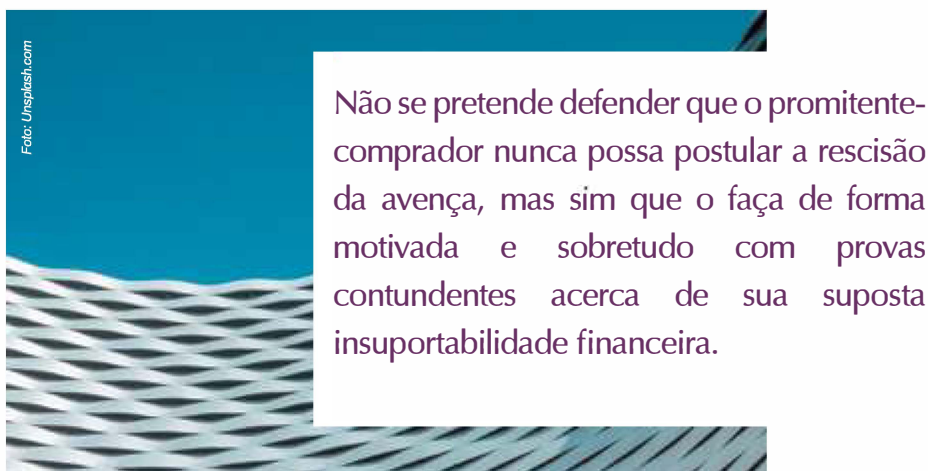 Foto: Unsplash.com
Não se pretende defender que o promitente-
comprador nunca possa postular a rescisão
da avença, mas sim que o faça de forma
motivada e sobretudo com provas
contundentes acerca de sua suposta
insuportabilidade financeira.